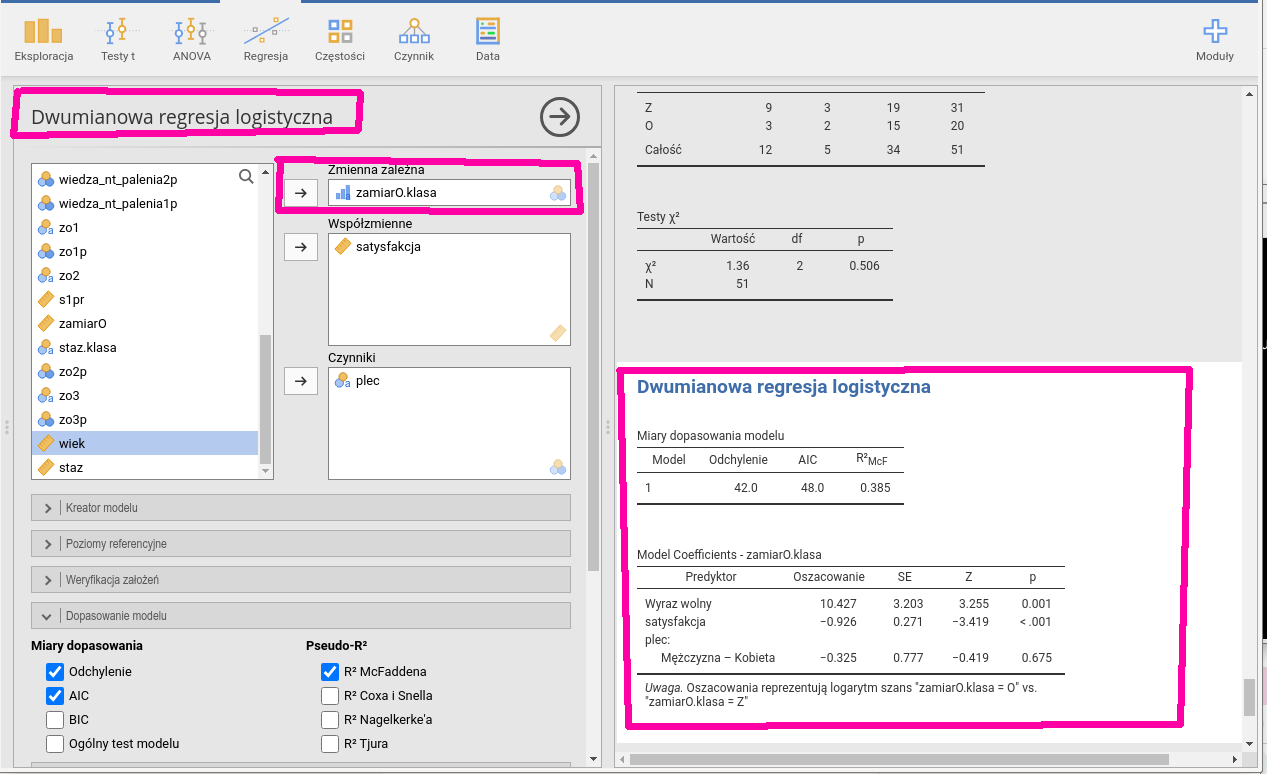 Eksploracja Testy t ANOVA Regresja Częstości Czynnik Data Moduły
Dwumianowa regresja logistyczna
wiedza_nt_palenia2p
wiedza_nt_palenia1p
zo1
zo1p
zo2
s1pr
zamiarO
staz.klasa
zo2p
zo3
zo3p
wiek
staz
Zmienna zależna
zamiarO.klasa
Współzmienne
satysfakcja
Czynniki
plec
Kreator modelu
Poziomy referencyjne
Weryfikacja założeń
Dopasowanie modelu
Miary dopasowania
Odchylenie
AIC
BIC
Ogólny test modelu
Pseudo-R²
R² McFaddena
R² Coxa i Snella
R² Nagelkerke'a
R² Tjura
Z 9 3 19 31
O 3 2 15 20
Całość 12 5 34 51
Testy χ²
Wartość df p
χ² 1.36 2 0.506
N 51
Dwumianowa regresja logistyczna
Miary dopasowania modelu
Model Odchylenie AIC R²McF
1 42.0 48.0 0.385
Model Coefficients - zamiarO.klasa
Predyktor Oszacowanie SE Z p
Wyraz wolny 10.427 3.203 3.255 0.001
satysfakcja −0.926 0.271 −3.419 < .001
plec:
Mężczyzna – Kobieta −0.325 0.777 −0.419 0.675
Uwaga. Oszacowania reprezentują logarytm szans "zamiarO.klasa = O" vs.
"zamiarO.klasa = Z"